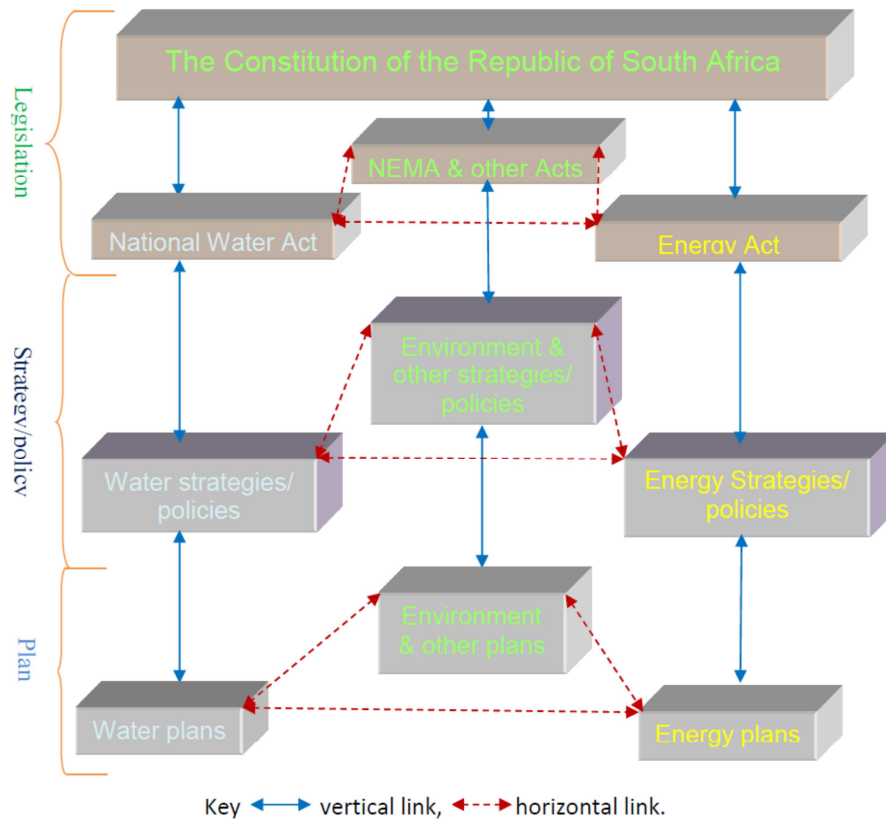 The Constitution of the Republic of South Africa
Legislation
NEMA & other Acts
National Water Act
Energy Act
Strategy/policy
Environment &
other strategies/
policies
Water strategies/
policies
Energy Strategies/
policies
Plan
Environment
& other plans
Water plans
Energy plans
Key vertical link, horizontal link.